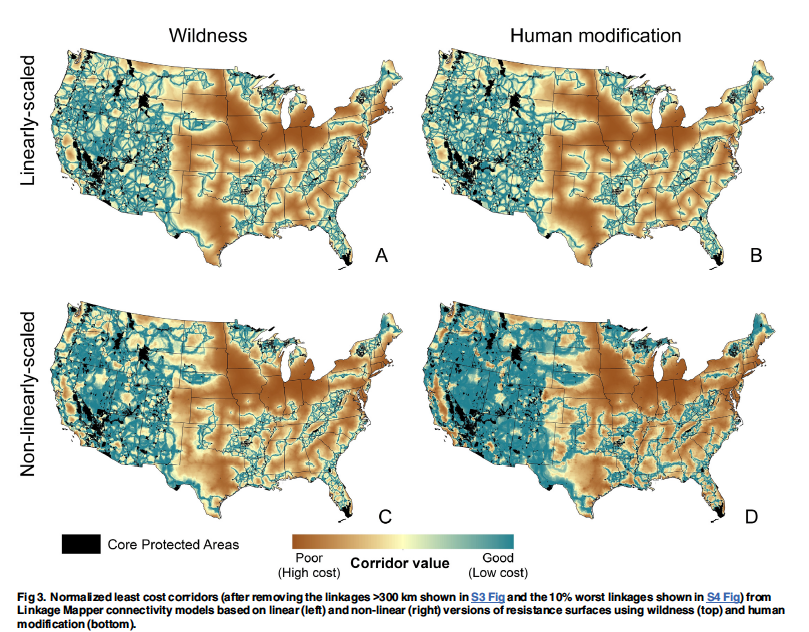 Wildness
Human modification
Linearly-scaled
A
B
Non-linearly-scaled
C
D
Core Protected Areas
Poor
(High cost)
Corridor value
Good
(Low cost)
Fig 3. Normalized least cost corridors (after removing the linkages >300 km shown in S3 Fig and the 10% worst linkages shown in S4 Fig) from
Linkage Mapper connectivity models based on linear (left) and non-linear (right) versions of resistance surfaces using wildness (top) and human
modification (bottom).